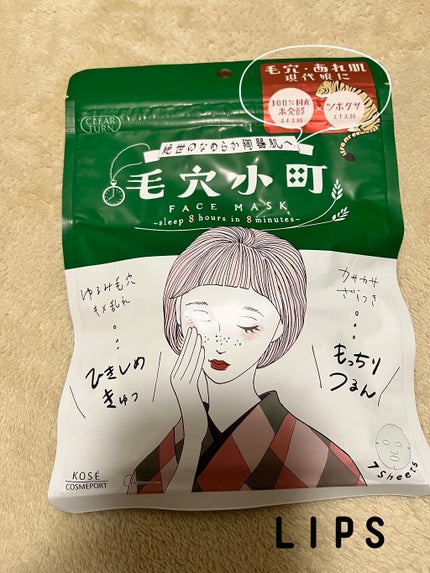 CLEAR
TURN
毛穴・あれ肌
現代娘に
100%国産
米発酵
エキス配合
×
ツボクサ
エキス配合
絶世のなめらか陶器肌へ
毛穴小町
FACE MASK
~sleep 8 hours in 8 minutes~
ゆるみ毛穴
キメ乱れ
ひきしめ
きゅっ
カサカサ
ざらつき
もっちり
つるん
7 sheets
KOSÉ
COSMEPORT
LIPS